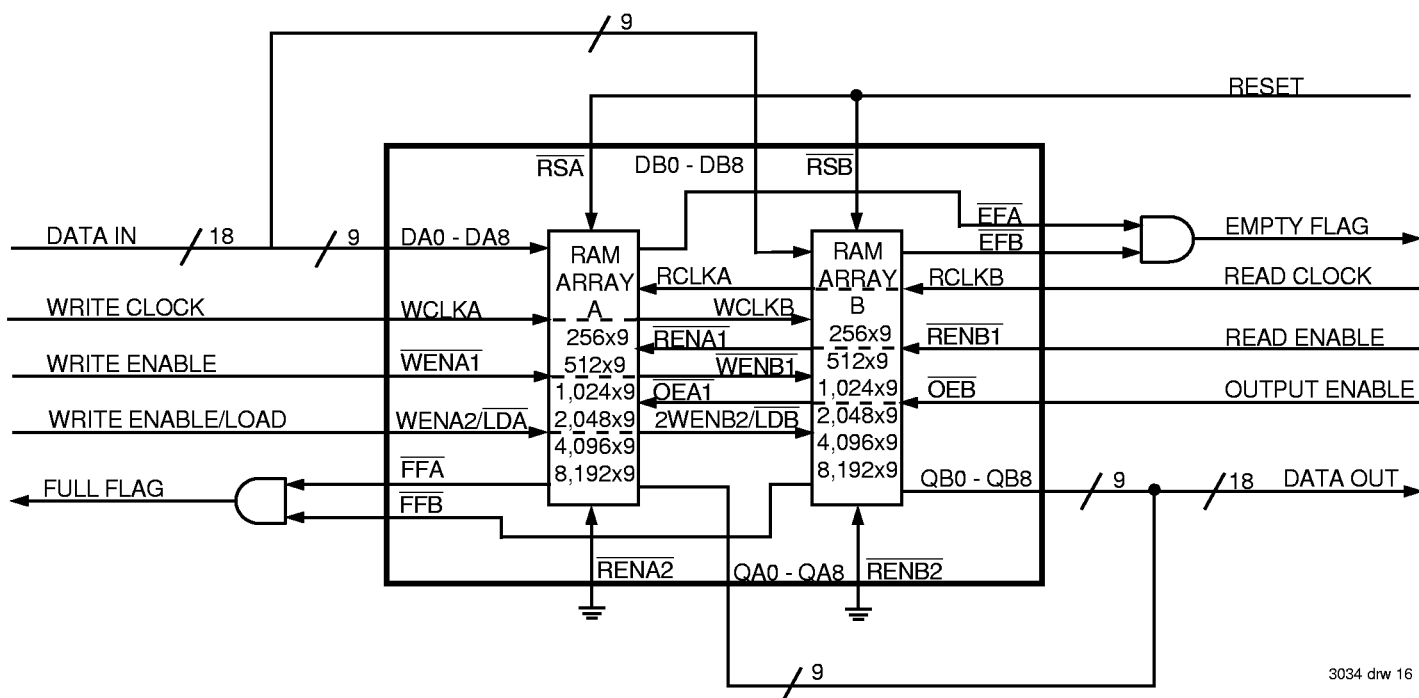 9
RESET
RSA
DB0 - DB8
RSB
DATA IN
18
9
DA0 - DA8
EFA
EFB
EMPTY FLAG
RAM
ARRAY
A
256x9
512x9
1,024x9
2,048x9
4,096x9
8,192x9
RAM
ARRAY
B
256x9
512x9
1,024x9
2,048x9
4,096x9
8,192x9
RCLKA
RCLKB
READ CLOCK
WRITE CLOCK
WCLKA
WCLKB
RENA1
RENB1
READ ENABLE
WRITE ENABLE
WENA1
WENB1
OEA1
OEB
OUTPUT ENABLE
WRITE ENABLE/LOAD
WENA2/LDA
2WENB2/LDB
FFA
FULL FLAG
FFB
QB0 - QB8
9
18
DATA OUT
RENA2
QA0 - QA8
RENB2
9
3034 drw 16